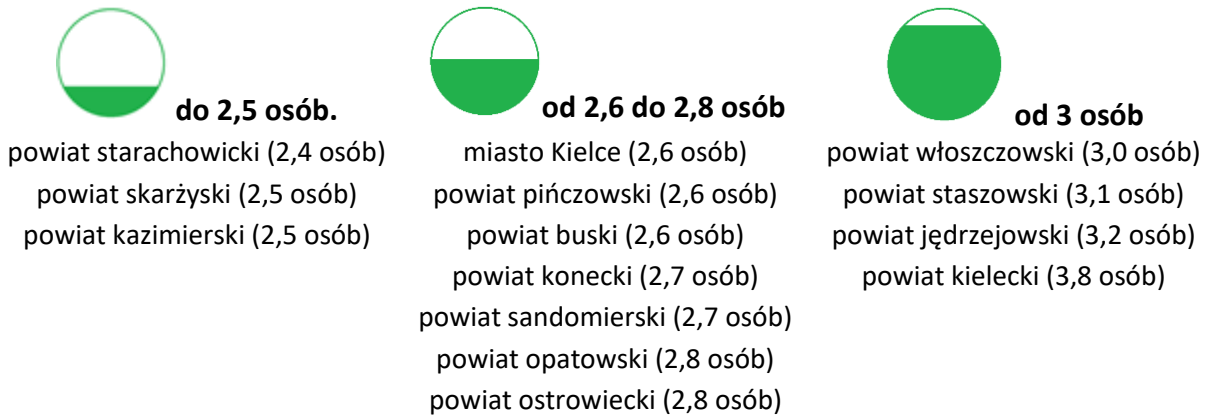 do 2,5 osób.
powiat starachowicki (2,4 osób)
powiat skarżyski (2,5 osób)
powiat kazimierski (2,5 osób)
od 2,6 do 2,8 osób
miasto Kielce (2,6 osób)
powiat pińczowski (2,6 osób)
powiat buski (2,6 osób)
powiat konecki (2,7 osób)
powiat sandomierski (2,7 osób)
powiat opatowski (2,8 osób)
powiat ostrowiecki (2,8 osób)
od 3 osób
powiat włoszczowski (3,0 osób)
powiat staszowski (3,1 osób)
powiat jędrzejowski (3,2 osób)
powiat kielecki (3,8 osób)